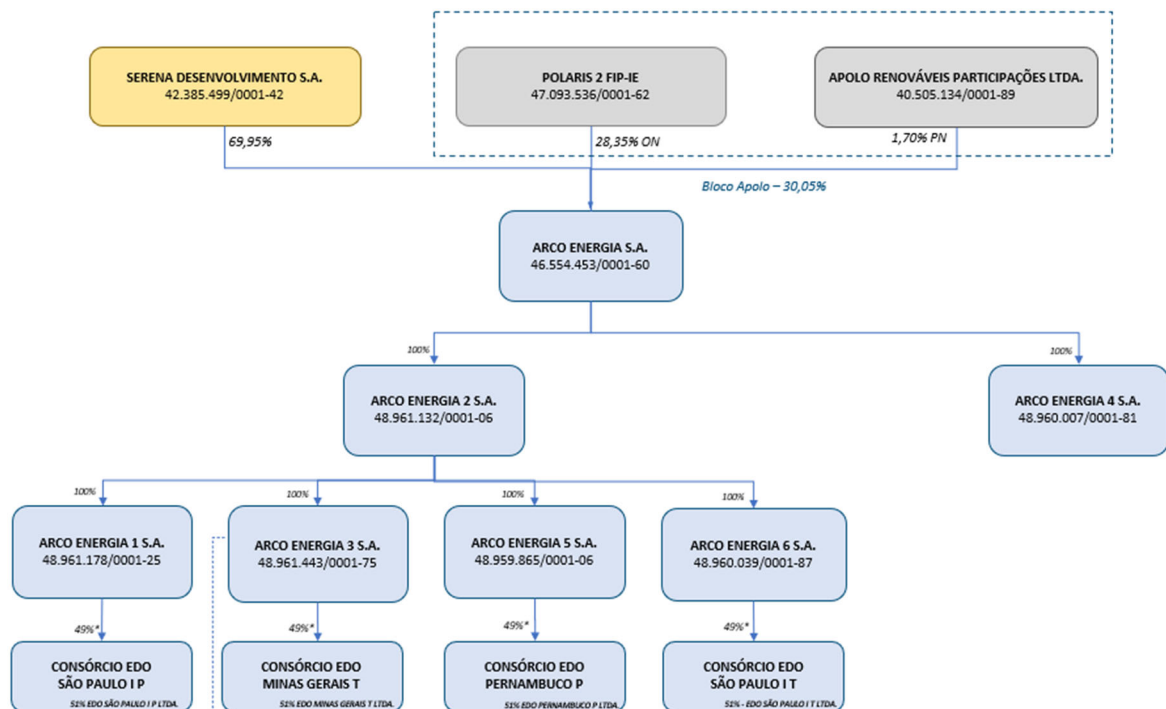 SERENA DESENVOLVIMENTO S.A.
42.385.499/0001-42
POLARIS 2 FIP-IE
47.093.536/0001-62
APOLO RENOVÁVEIS PARTICIPAÇÕES LTDA.
40.505.134/0001-89
69,95%
28,35% ON
1,70% PN
Bloco Apolo – 30,05%
ARCO ENERGIA S.A.
46.554.453/0001-60
100%
100%
ARCO ENERGIA 2 S.A.
48.961.132/0001-06
ARCO ENERGIA 4 S.A.
48.960.007/0001-81
100%
100%
100%
100%
ARCO ENERGIA 1 S.A.
48.961.178/0001-25
ARCO ENERGIA 3 S.A.
48.961.443/0001-75
ARCO ENERGIA 5 S.A.
48.959.865/0001-06
ARCO ENERGIA 6 S.A.
48.960.039/0001-87
49%*
49%*
49%*
49%*
CONSÓRCIO EDO
SÃO PAULO I P
51% EDO SÃO PAULO I P LTDA.
CONSÓRCIO EDO
MINAS GERAIS T
51% EDO MINAS GERAIS T LTDA.
CONSÓRCIO EDO
PERNAMBUCO P
51% EDO PERNAMBUCO P LTDA.
CONSÓRCIO EDO
SÃO PAULO I T
51% - EDO SÃO PAULO I T LTDA.